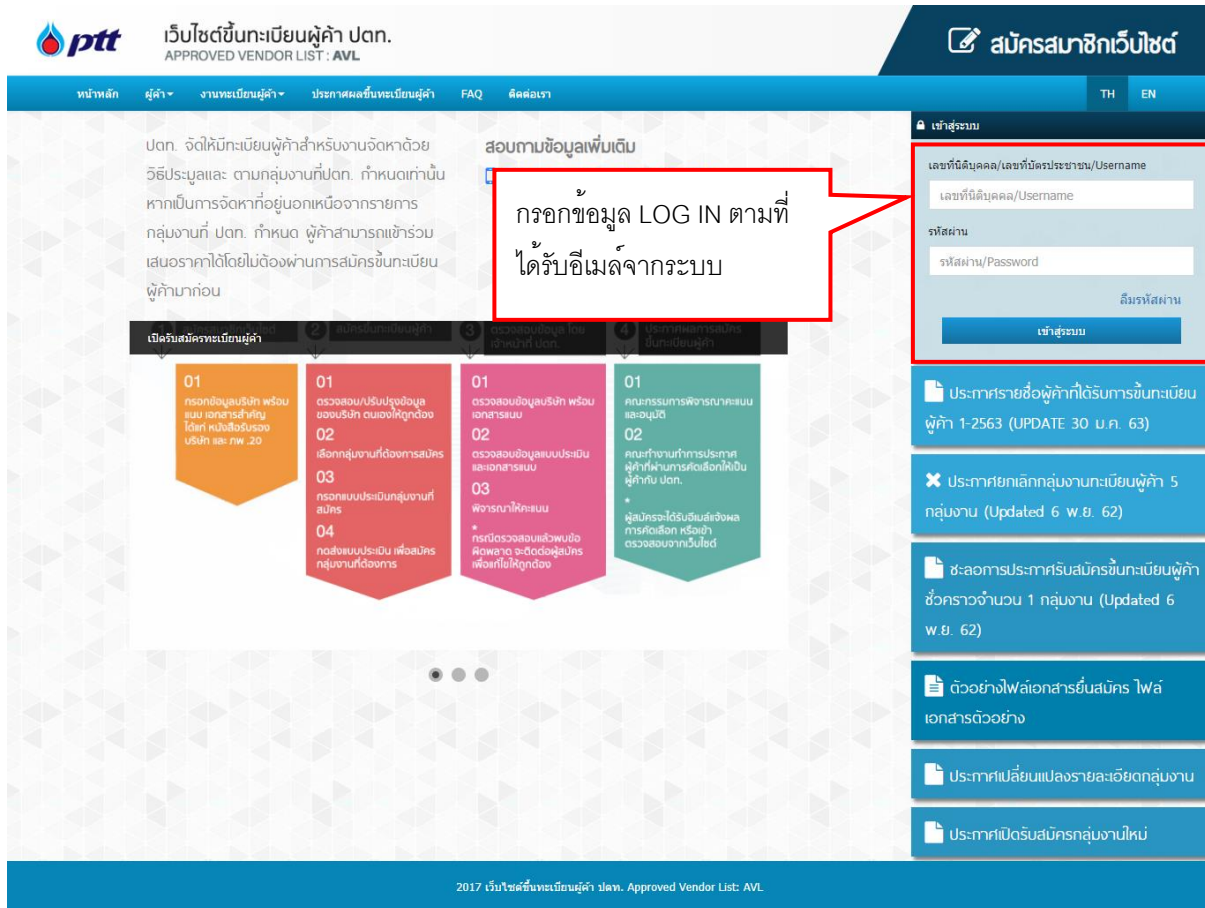 ptt
เว็บไซต์ขึ้นทะเบียนผู้ค้า ปตท.
APPROVED VENDOR LIST : AVL
สมัครสมาชิกเว็บไซต์
หน้าหลัก ผู้ค้า งานทะเบียนผู้ค้า ประกาศผลขึ้นทะเบียนผู้ค้า FAQ ติดต่อเรา TH EN
ปตท. จัดให้มีทะเบียนผู้ค้าสำหรับงานจัดหาด้วย
วิธีประมูลและ ตามกลุ่มงานที่ปตท. กำหนดเท่านั้น
หากเป็นการจัดหาที่อยู่นอกเหนือจากรายการ
กลุ่มงานที่ ปตท. กำหนด ผู้ค้าสามารถเข้าร่วม
เสนอราคาได้โดยไม่ต้องผ่านการสมัครขึ้นทะเบียน
ผู้ค้ามาก่อน
สอบถามข้อมูลเพิ่มเติม
กรอกข้อมูล LOG IN ตามที่
ได้รับอีเมล์จากระบบ
เข้าสู่ระบบ
เลขที่นิติบุคคล/เลขที่บัตรประชาชน/Username
เลขที่นิติบุคคล/Username
รหัสผ่าน
รหัสผ่าน/Password
ลืมรหัสผ่าน
เข้าสู่ระบบ
1 สมัครสมาชิกเว็บไซต์
2 สมัครขึ้นทะเบียนผู้ค้า
3 ตรวจสอบข้อมูล โดย
เจ้าหน้าที่ ปตท.
4 ประกาศผลการสมัคร
ขึ้นทะเบียนผู้ค้า
เปิดรับสมัครทะเบียนผู้ค้า
01
กรอกข้อมูลบริษัท พร้อม
แนบ เอกสารสำคัญ
ได้แก่ หนังสือรับรอง
บริษัท และ ภพ .20
01
ตรวจสอบ/ปรับปรุงข้อมูล
ของบริษัท ตนเองให้ถูกต้อง
02
เลือกกลุ่มงานที่ต้องการสมัคร
03
กรอกแบบประเมินกลุ่มงานที่
สมัคร
04
กดส่งแบบประเมิน เพื่อสมัคร
กลุ่มงานที่ต้องการ
01
ตรวจสอบข้อมูลบริษัท พร้อม
เอกสารแนบ
02
ตรวจสอบข้อมูลแบบประเมิน
และเอกสารแนบ
03
พิจารณาให้คะแนน
*
กรณีตรวจสอบแล้วพบข้อ
ผิดพลาด จะติดต่อผู้สมัคร
เพื่อแก้ไขให้ถูกต้อง
01
คณะกรรมการพิจารณาคะแนน
และอนุมัติ
02
คณะทำงานทำการประกาศ
ผู้ค้าที่ผ่านการคัดเลือกให้เป็น
ผู้ค้ากับ ปตท.
*
ผู้สมัครจะได้รับอีเมล์แจ้งผล
การคัดเลือก หรือเข้า
ตรวจสอบจากเว็บไซต์
ประกาศรายชื่อผู้ค้าที่ได้รับการขึ้นทะเบียน
ผู้ค้า 1-2563 (UPDATE 30 ม.ค. 63)
ประกาศยกเลิกกลุ่มงานทะเบียนผู้ค้า 5
กลุ่มงาน (Updated 6 พ.ย. 62)
ชะลอการประกาศรับสมัครขึ้นทะเบียนผู้ค้า
ชั่วคราวจำนวน 1 กลุ่มงาน (Updated 6
พ.ย. 62)
ตัวอย่างไฟล์เอกสารยื่นสมัคร ไฟล์
เอกสารตัวอย่าง
ประกาศเปลี่ยนแปลงรายละเอียดกลุ่มงาน
ประกาศเปิดรับสมัครกลุ่มงานใหม่
2017 เว็บไซต์ขึ้นทะเบียนผู้ค้า ปตท. Approved Vendor List: AVL